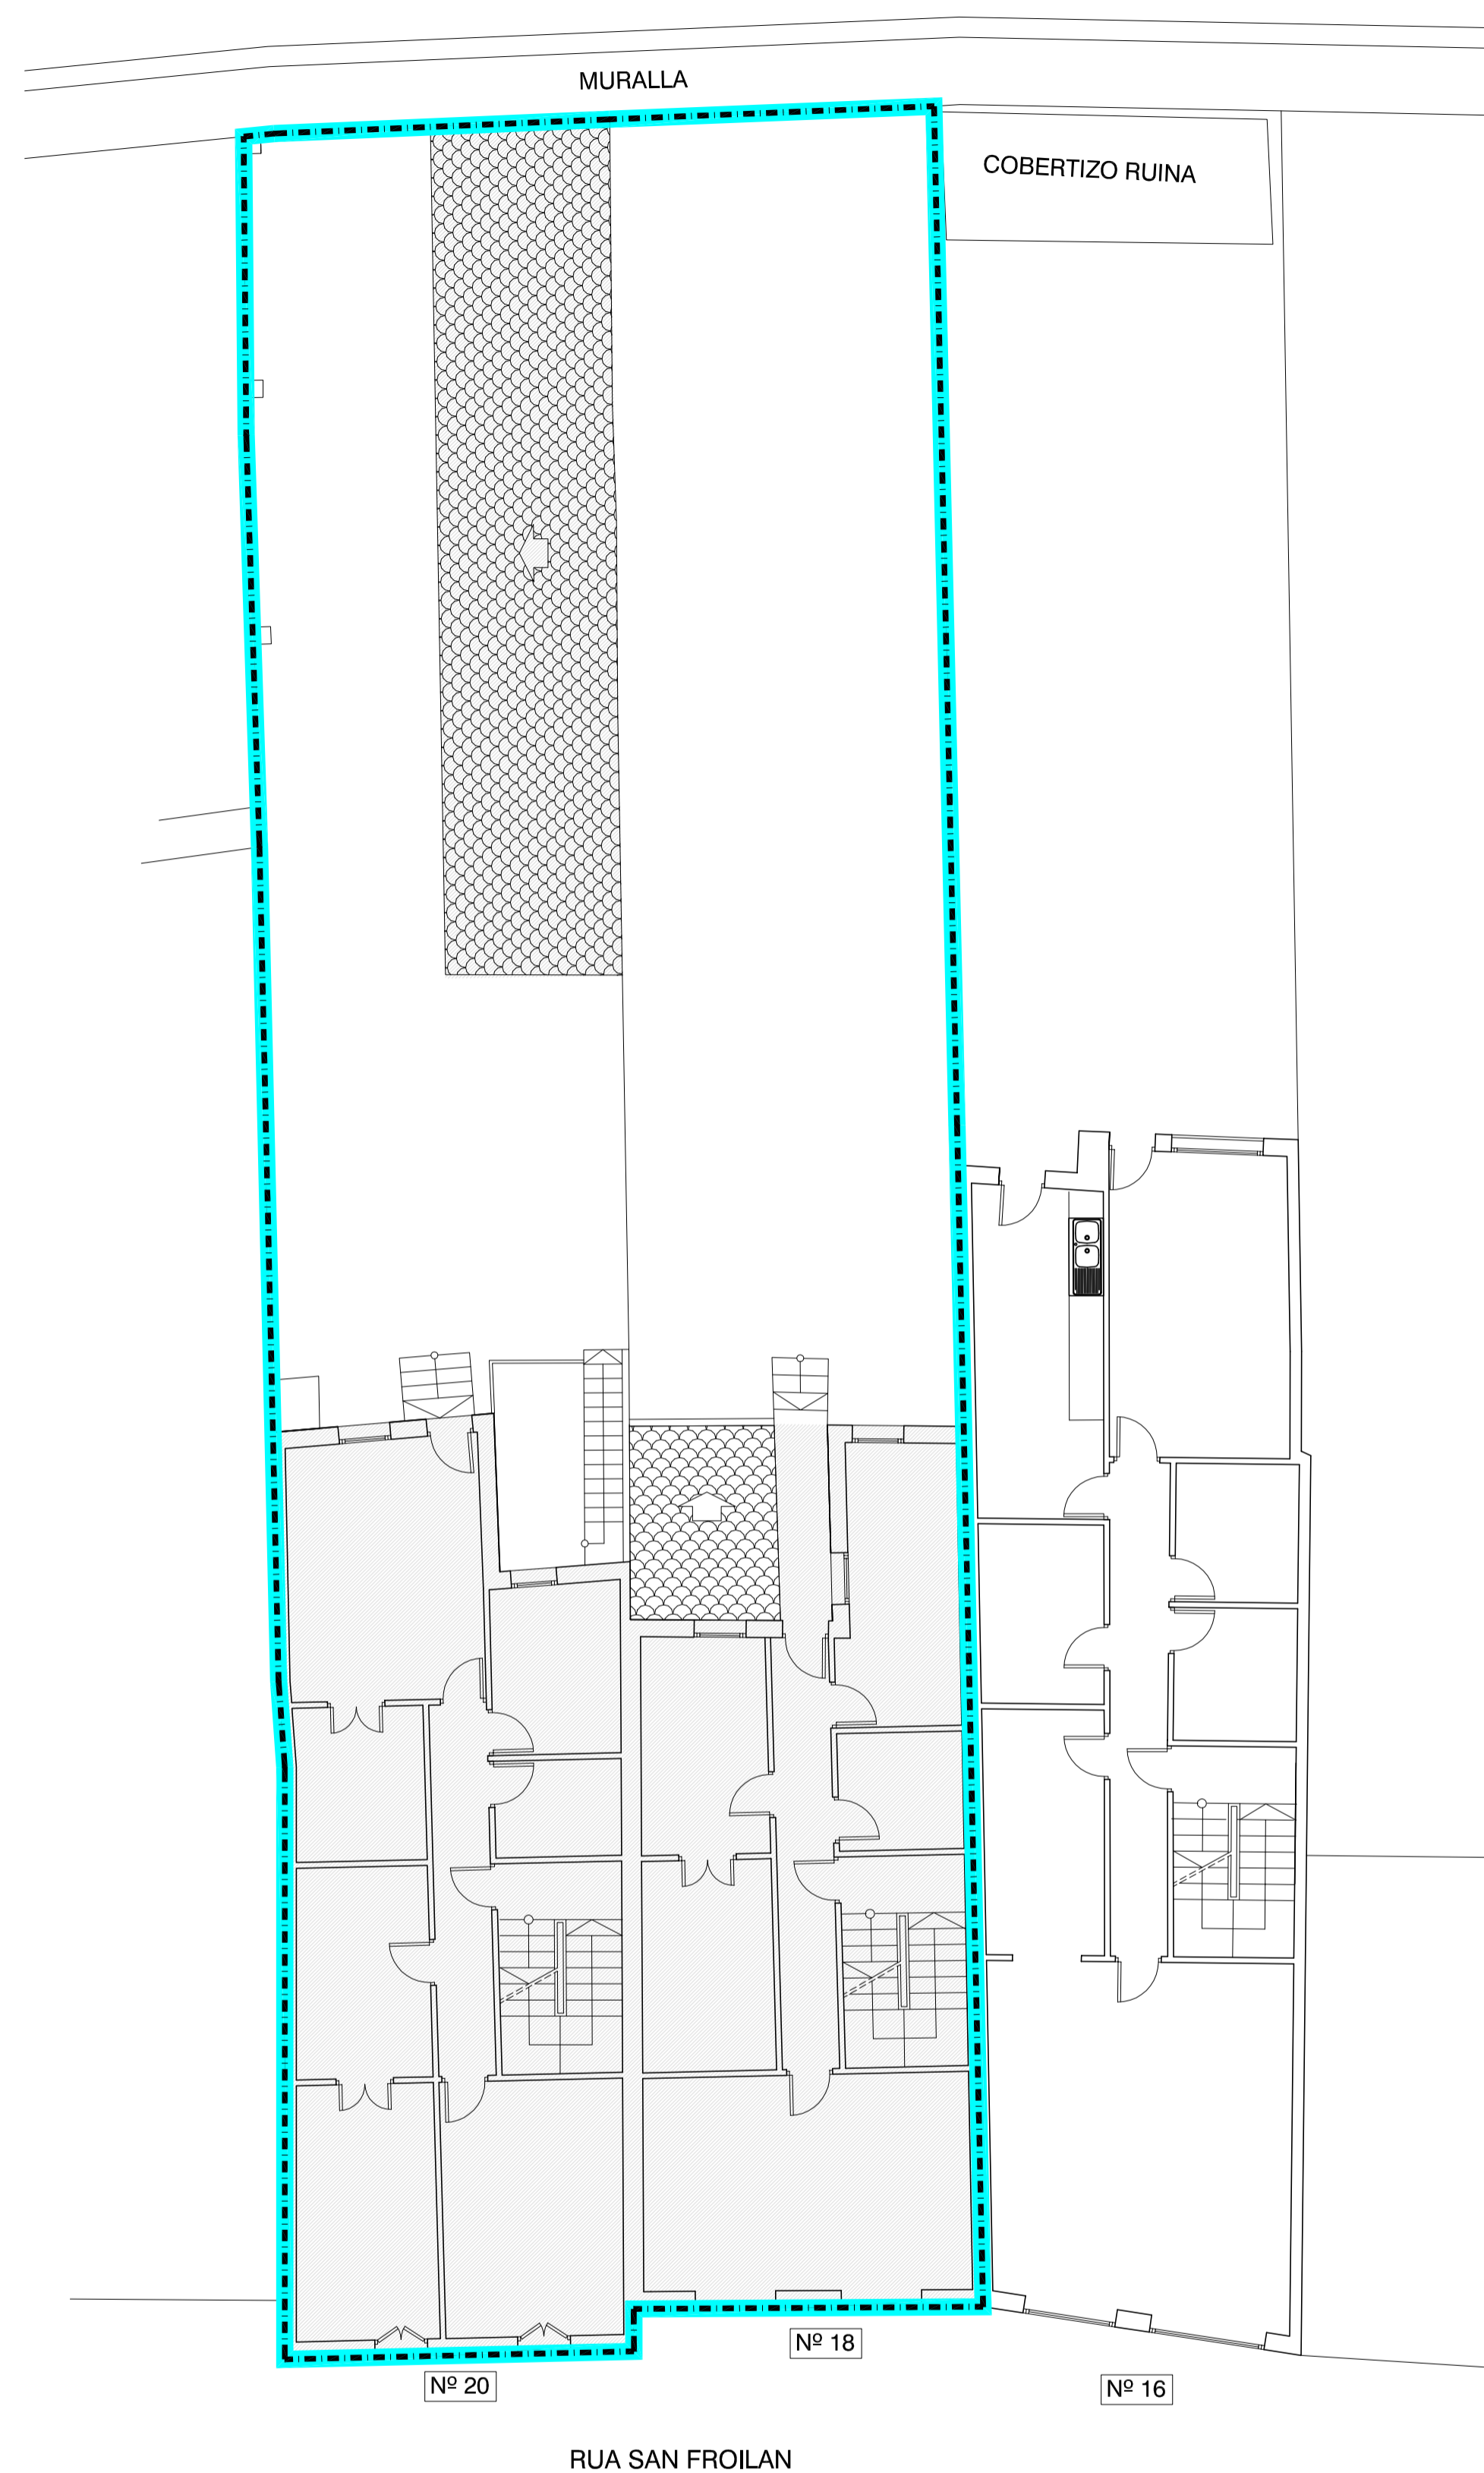 MURALLA
COBERTIZO RUINA
Nº 18
Nº 20
Nº 16
RUA SAN FROILAN